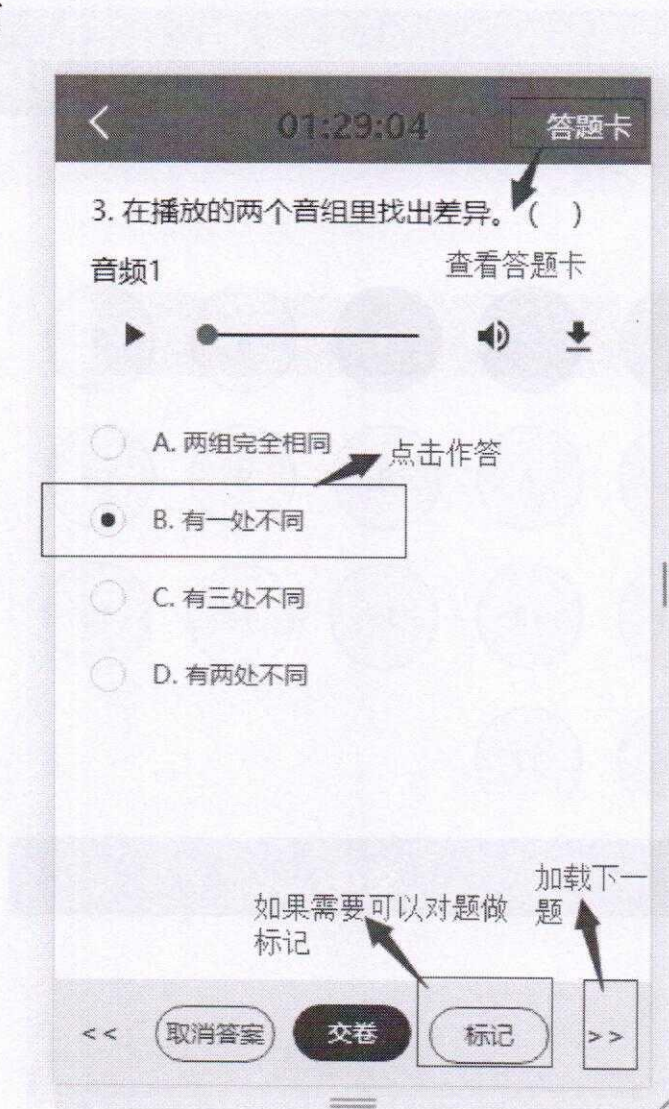 01:29:04
答题卡
3. 在播放的两个音组里找出差异。（ ）
音频1
查看答题卡
A. 两组完全相同
点击作答
B. 有一处不同
C. 有三处不同
D. 有两处不同
加载下一
题
如果需要可以对题做
标记
<<
取消答案
交卷
标记
>>